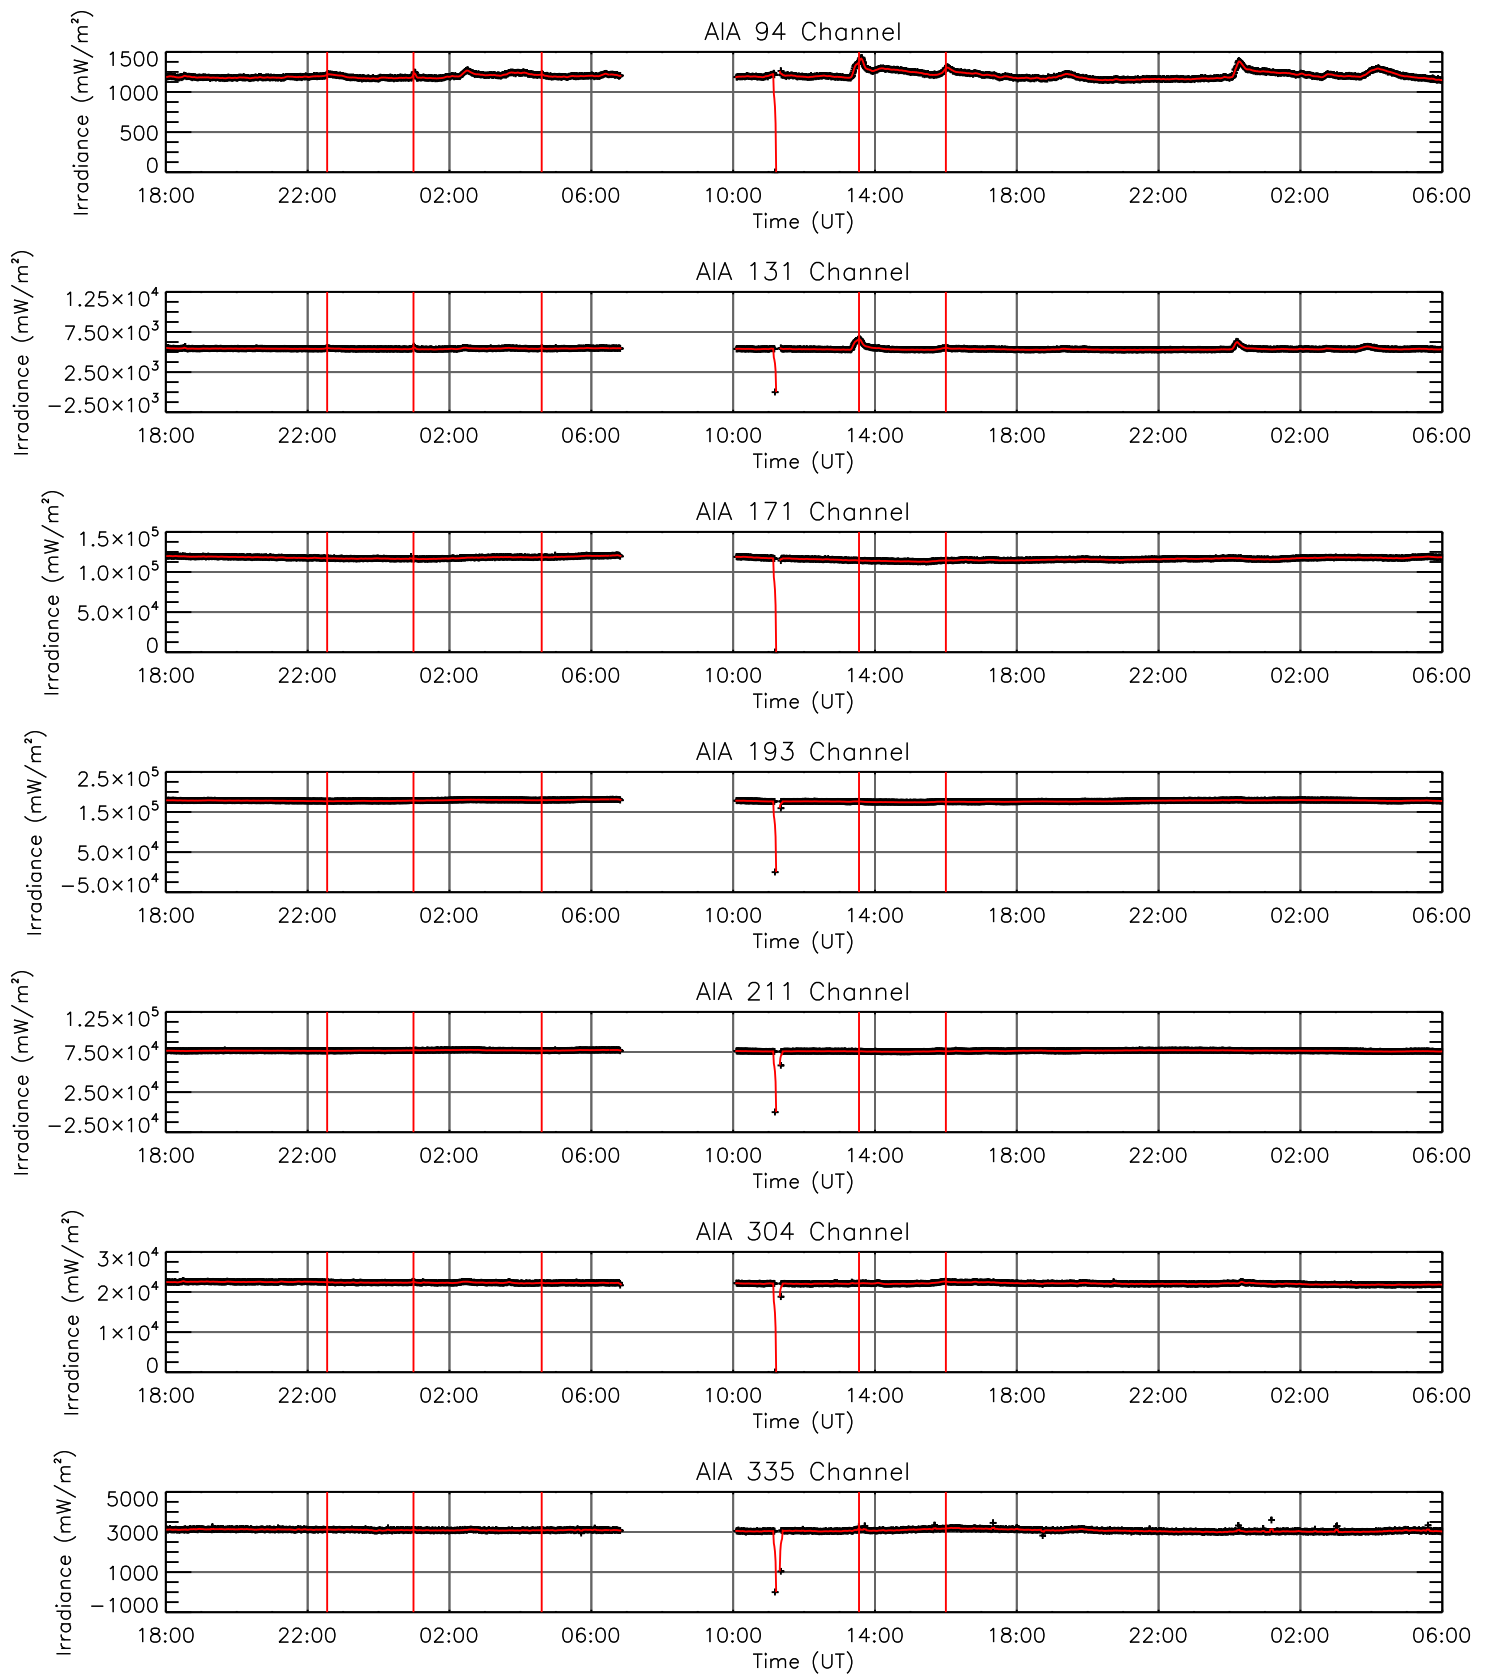 AIA 94 Channel
Irradiance (mW/m²)
1500
1000
500
0
18:00 22:00 02:00 06:00 10:00 14:00 18:00 22:00 02:00 06:00
Time (UT)
AIA 131 Channel
Irradiance (mW/m²)
1.25×10⁴
7.50×10³
2.50×10³
−2.50×10³
18:00 22:00 02:00 06:00 10:00 14:00 18:00 22:00 02:00 06:00
Time (UT)
AIA 171 Channel
Irradiance (mW/m²)
1.5×10⁵
1.0×10⁵
5.0×10⁴
0
18:00 22:00 02:00 06:00 10:00 14:00 18:00 22:00 02:00 06:00
Time (UT)
AIA 193 Channel
Irradiance (mW/m²)
2.5×10⁵
1.5×10⁵
5.0×10⁴
−5.0×10⁴
18:00 22:00 02:00 06:00 10:00 14:00 18:00 22:00 02:00 06:00
Time (UT)
AIA 211 Channel
Irradiance (mW/m²)
1.25×10⁵
7.50×10⁴
2.50×10⁴
−2.50×10⁴
18:00 22:00 02:00 06:00 10:00 14:00 18:00 22:00 02:00 06:00
Time (UT)
AIA 304 Channel
Irradiance (mW/m²)
3×10⁴
2×10⁴
1×10⁴
0
18:00 22:00 02:00 06:00 10:00 14:00 18:00 22:00 02:00 06:00
Time (UT)
AIA 335 Channel
Irradiance (mW/m²)
5000
3000
1000
−1000
18:00 22:00 02:00 06:00 10:00 14:00 18:00 22:00 02:00 06:00
Time (UT)